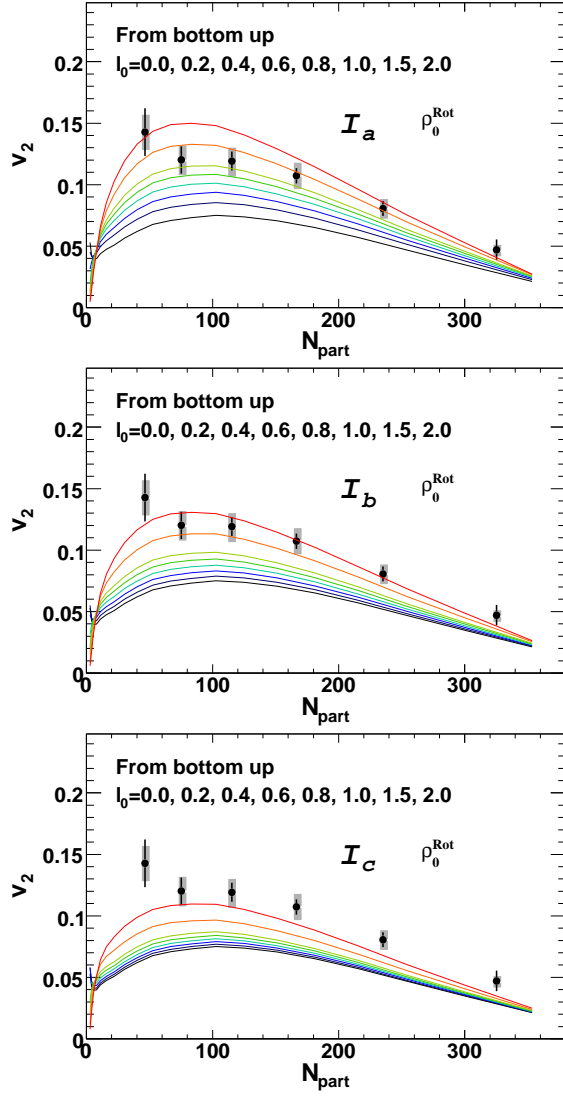 From bottom up
l0=0.0, 0.2, 0.4, 0.6, 0.8, 1.0, 1.5, 2.0
Ia ρ0Rot
v2
0.2
0.15
0.1
0.05
0
0 100 200 300
Npart
From bottom up
l0=0.0, 0.2, 0.4, 0.6, 0.8, 1.0, 1.5, 2.0
Ib ρ0Rot
v2
0.2
0.15
0.1
0.05
0
0 100 200 300
Npart
From bottom up
l0=0.0, 0.2, 0.4, 0.6, 0.8, 1.0, 1.5, 2.0
Ic ρ0Rot
v2
0.2
0.15
0.1
0.05
0
0 100 200 300
Npart